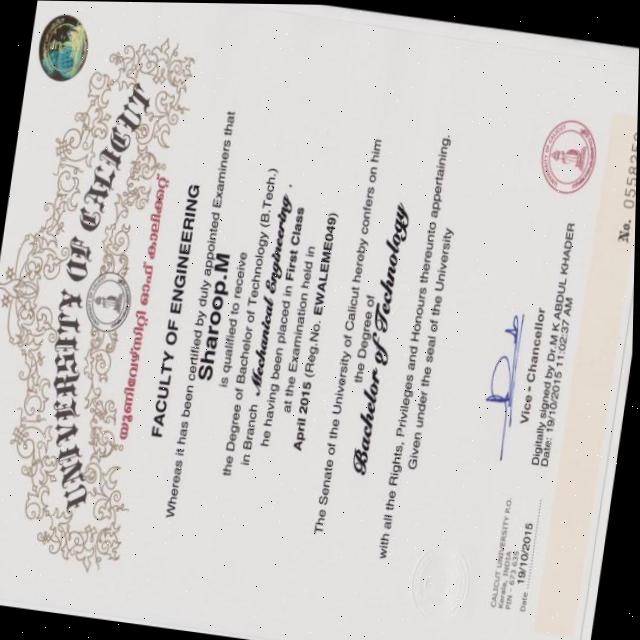 UNIVERSITY OF CALICUT
യൂണിവേഴ്സിറ്റി ഓഫ് കാലിക്കറ്റ്
FACULTY OF ENGINEERING
Whereas it has been certified by duly appointed Examiners that
Sharoop.M
is qualified to receive
the Degree of Bachelor of Technology (B.Tech.)
in Branch Mechanical Engineering,
he having been placed in First Class
at the Examination held in
April 2015 (Reg.No. EWALEME049)
The Senate of the University of Calicut hereby confers on him
the Degree of
Bachelor of Technology
with all the Rights, Privileges and Honours thereunto appertaining.
Given under the seal of the University
Vice - Chancellor
Digitally signed by Dr.M K ABDUL KHADER
Date: 19/10/2015 11:02:37 AM
CALICUT UNIVERSITY P.O.
Kerala, INDIA
PIN - 673 635
Date 19/10/2015
No.